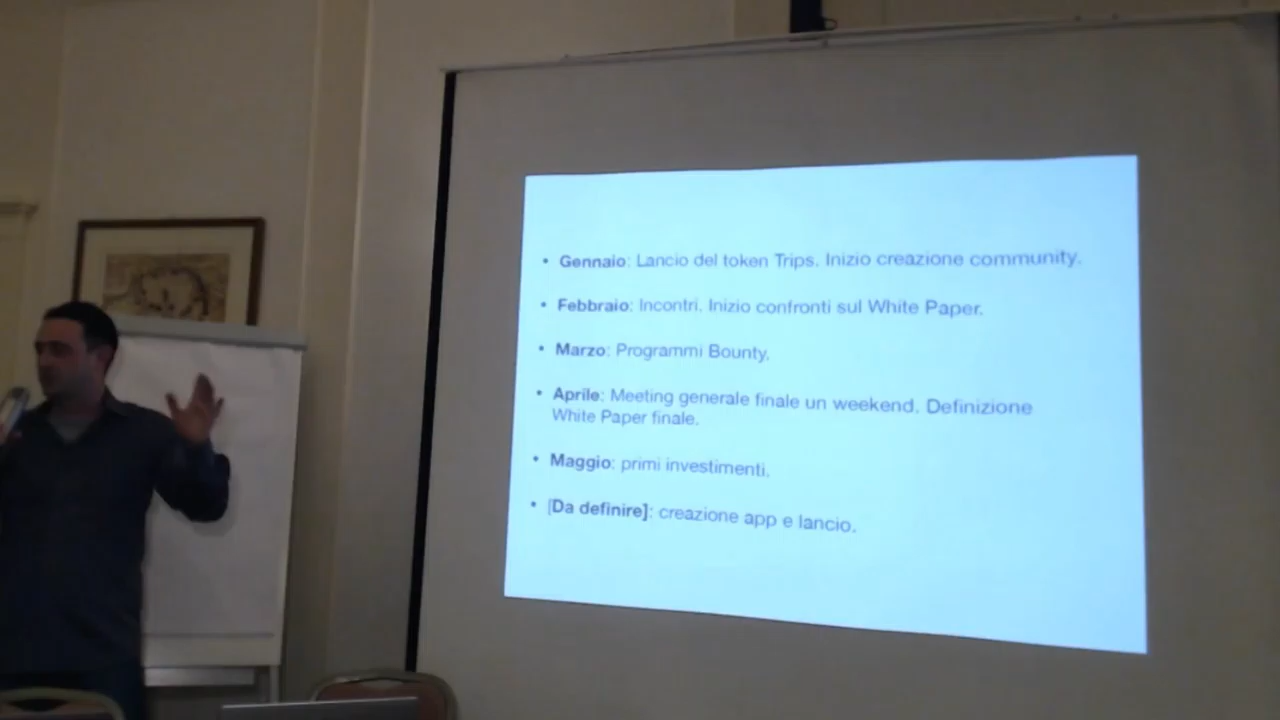 • Gennaio: Lancio del token Trips. Inizio creazione community.
• Febbraio: Incontri. Inizio confronti sul White Paper.
• Marzo: Programmi Bounty.
• Aprile: Meeting generale finale un weekend. Definizione
White Paper finale.
• Maggio: primi investimenti.
• [Da definire]: creazione app e lancio.